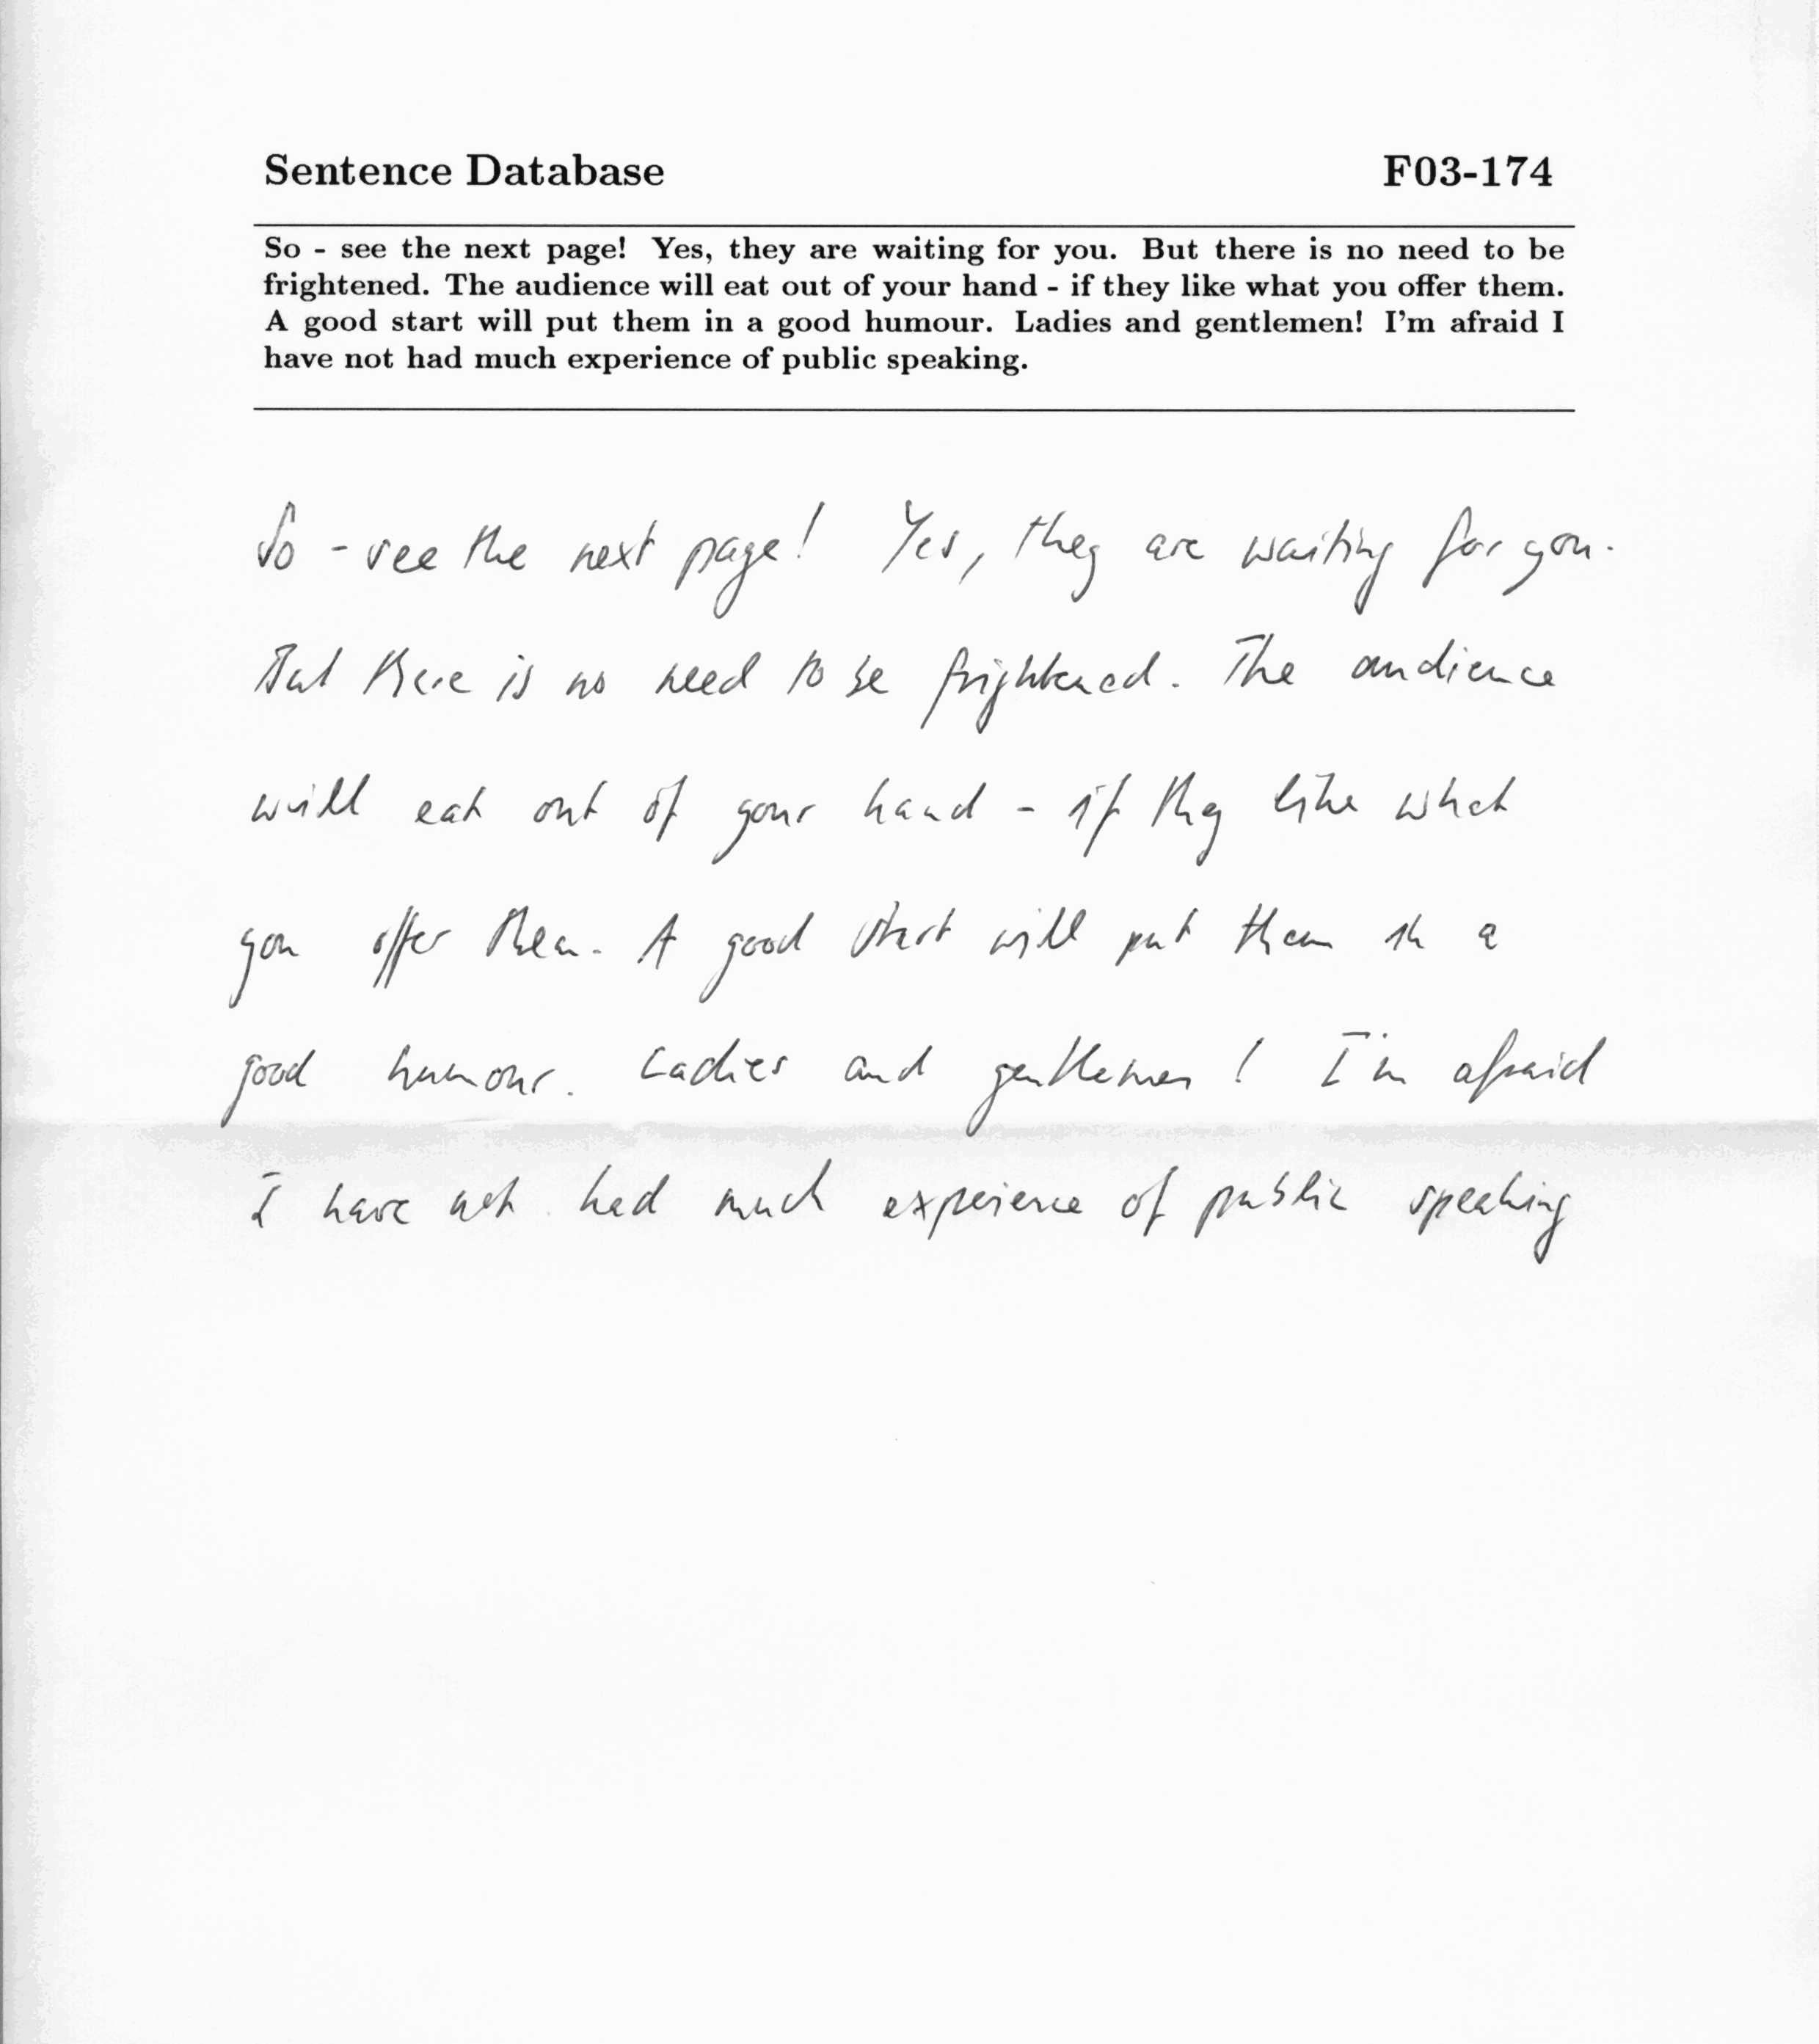 Sentence Database F03-174
So - see the next page! Yes, they are waiting for you. But there is no need to be
frightened. The audience will eat out of your hand - if they like what you offer them.
A good start will put them in a good humour. Ladies and gentlemen! I'm afraid I
have not had much experience of public speaking.
So - see the next page! Yes, they are waiting for you.
But there is no need to be frightened. The audience
will eat out of your hand - if they like what
you offer them. A good start will put them in a
good humour. Ladies and gentlemen! I'm afraid
I have not had much experience of public speaking